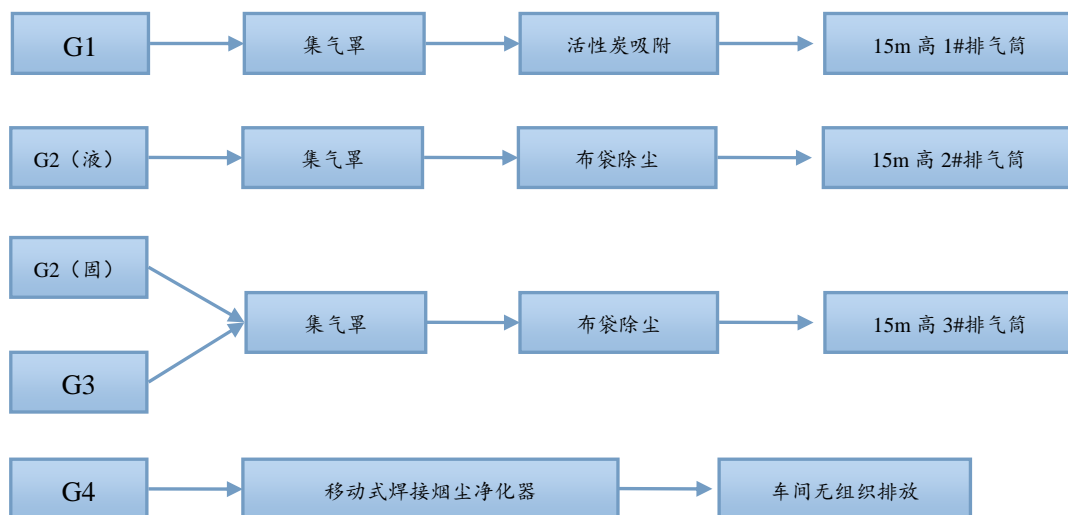 G1
集气罩
活性炭吸附
15m 高 1#排气筒
G2（液）
集气罩
布袋除尘
15m 高 2#排气筒
G2（固）
集气罩
布袋除尘
15m 高 3#排气筒
G3
G4
移动式焊接烟尘净化器
车间无组织排放